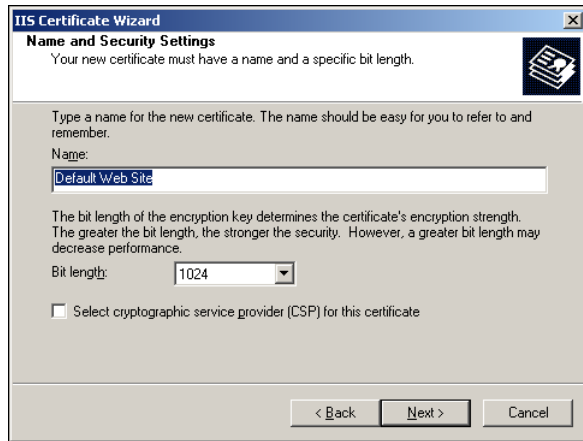 IIS Certificate Wizard
Name and Security Settings
Your new certificate must have a name and a specific bit length.
Type a name for the new certificate. The name should be easy for you to refer to and
remember.
Name:
Default Web Site
The bit length of the encryption key determines the certificate's encryption strength.
The greater the bit length, the stronger the security. However, a greater bit length may
decrease performance.
Bit length: 1024
Select cryptographic service provider (CSP) for this certificate
< Back Next > Cancel